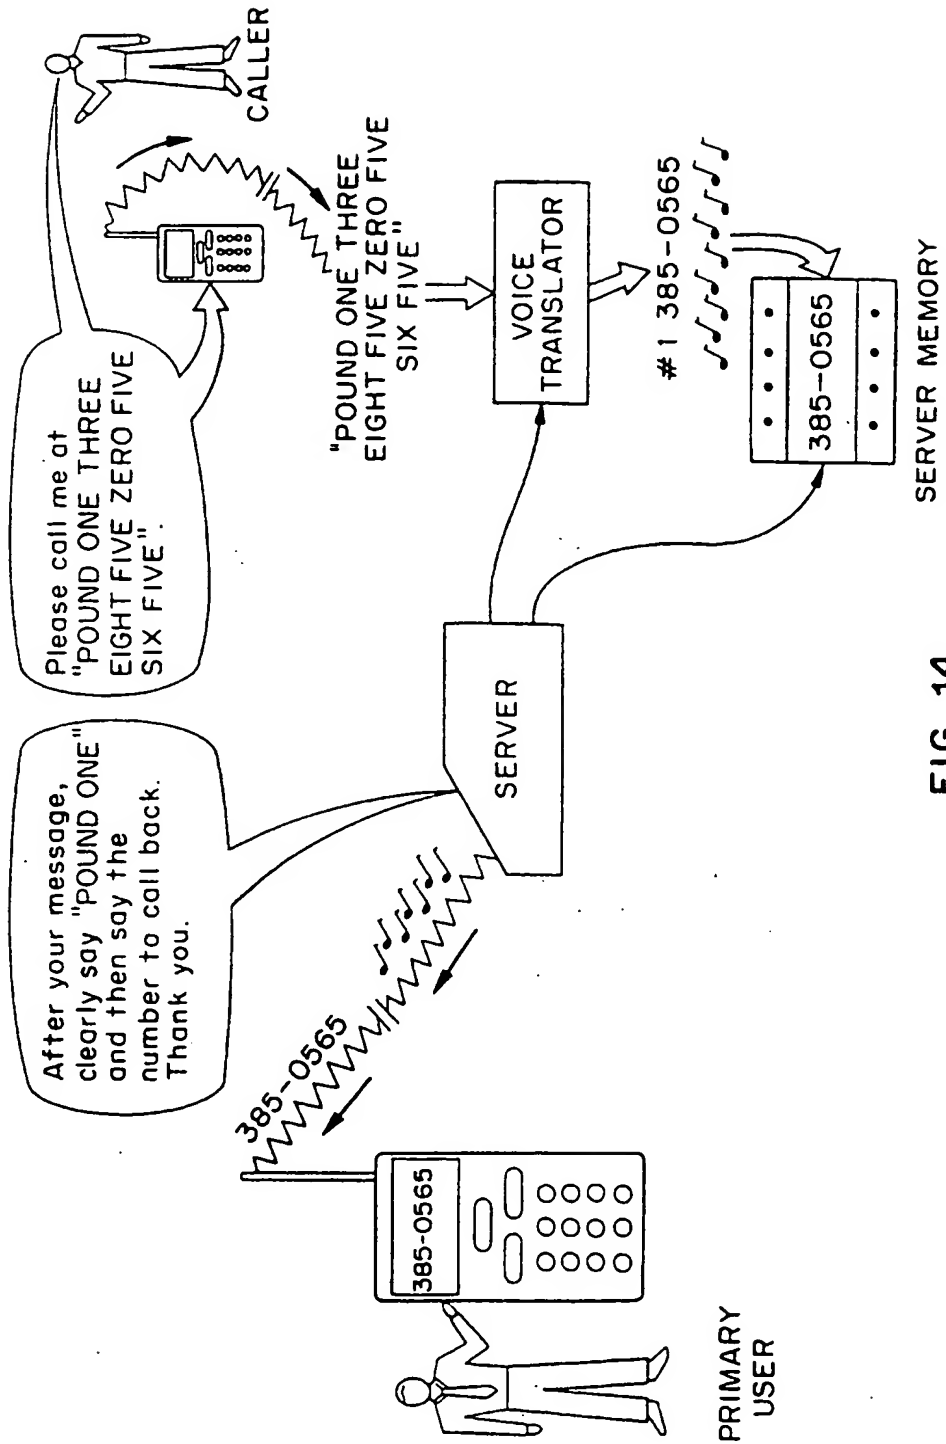 After your message,
clearly say "POUND ONE"
and then say the
number to call back.
Thank you.
Please call me at
"POUND ONE THREE
EIGHT FIVE ZERO FIVE
SIX FIVE".
CALLER
"POUND ONE THREE
EIGHT FIVE ZERO FIVE
SIX FIVE"
VOICE
TRANSLATOR
#1 385-0565
385-0565
SERVER MEMORY
SERVER
385-0565
385-0565
PRIMARY
USER
FIG. 14